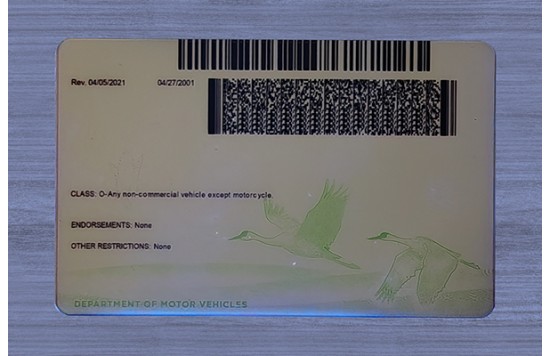 Rev. 04/05/2021 04/27/2001
CLASS: O-Any non-commercial vehicle except motorcycle.
ENDORSEMENTS: None
OTHER RESTRICTIONS: None
DEPARTMENT OF MOTOR VEHICLES